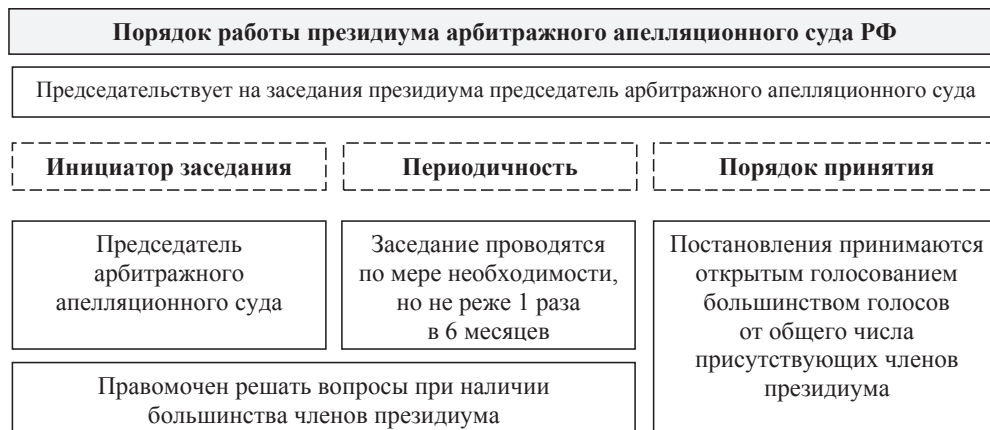 Порядок работы президиума арбитражного апелляционного суда РФ
Председательствует на заседания президиума председатель арбитражного апелляционного суда
Инициатор заседания
Периодичность
Порядок принятия
Председатель
арбитражного
апелляционного суда
Заседание проводятся
по мере необходимости,
но не реже 1 раза
в 6 месяцев
Постановления принимаются
открытым голосованием
большинством голосов
от общего числа
присутствующих членов
президиума
Правомочен решать вопросы при наличии
большинства членов президиума